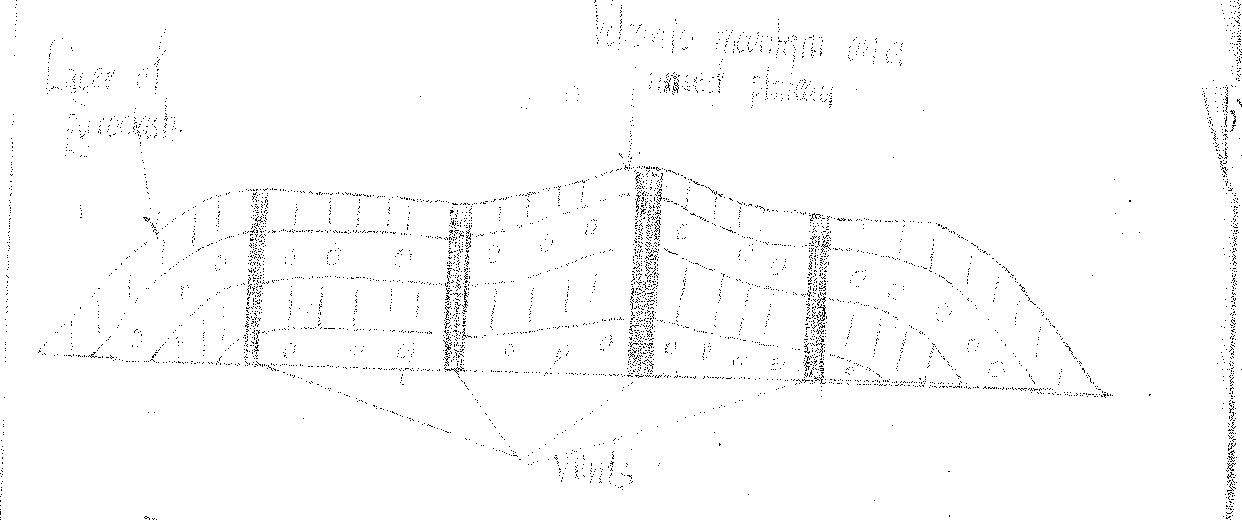 Layer of
Volcanic mountain on a
plateau
Vents